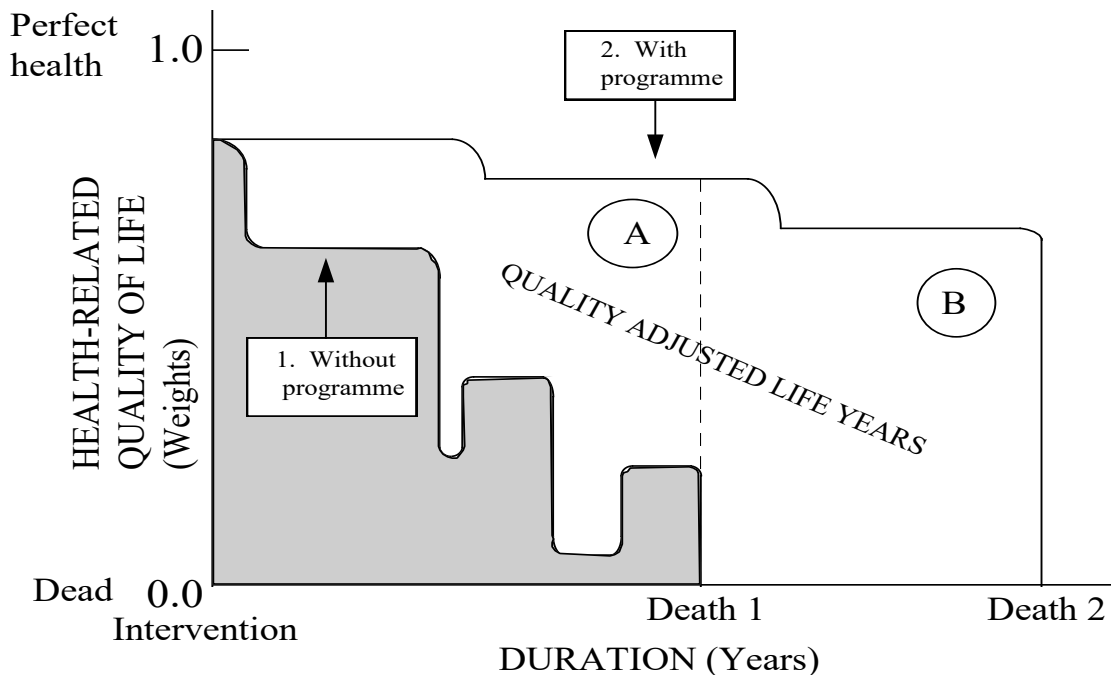 Perfect
health
1.0
2. With
programme
HEALTH-RELATED
QUALITY OF LIFE
(Weights)
A
B
QUALITY ADJUSTED LIFE YEARS
1. Without
programme
Dead
0.0
Intervention
Death 1
Death 2
DURATION (Years)